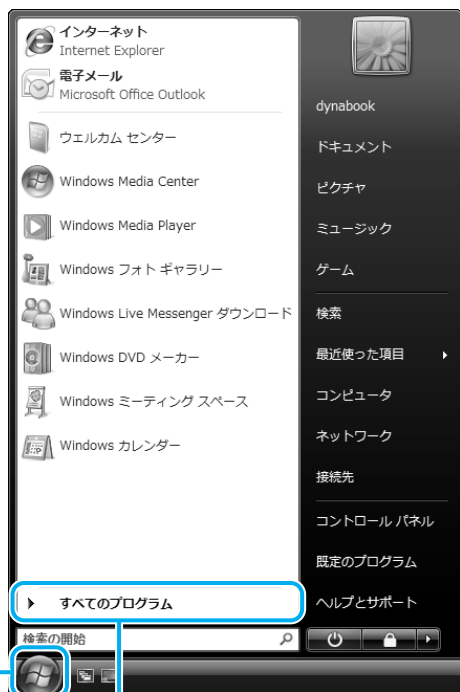 インターネット
Internet Explorer
電子メール
Microsoft Office Outlook
ウエルカム センター
Windows Media Center
Windows Media Player
Windows フォト ギャラリー
Windows Live Messenger ダウンロード
Windows DVD メーカー
Windows ミーティング スペース
Windows カレンダー
すべてのプログラム
検索の開始
dynabook
ドキュメント
ピクチャ
ミュージック
ゲーム
検索
最近使った項目
コンピュータ
ネットワーク
接続先
コントロール パネル
既定のプログラム
ヘルプとサポート